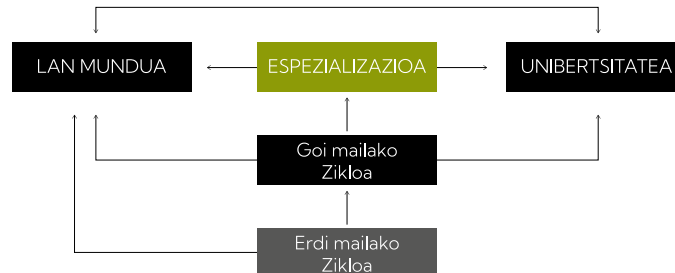 LAN MUNDUA
ESPEZIALIZAZIOA
UNIBERTSITATEA
Goi mailako
Zikloa
Erdi mailako
Zikloa